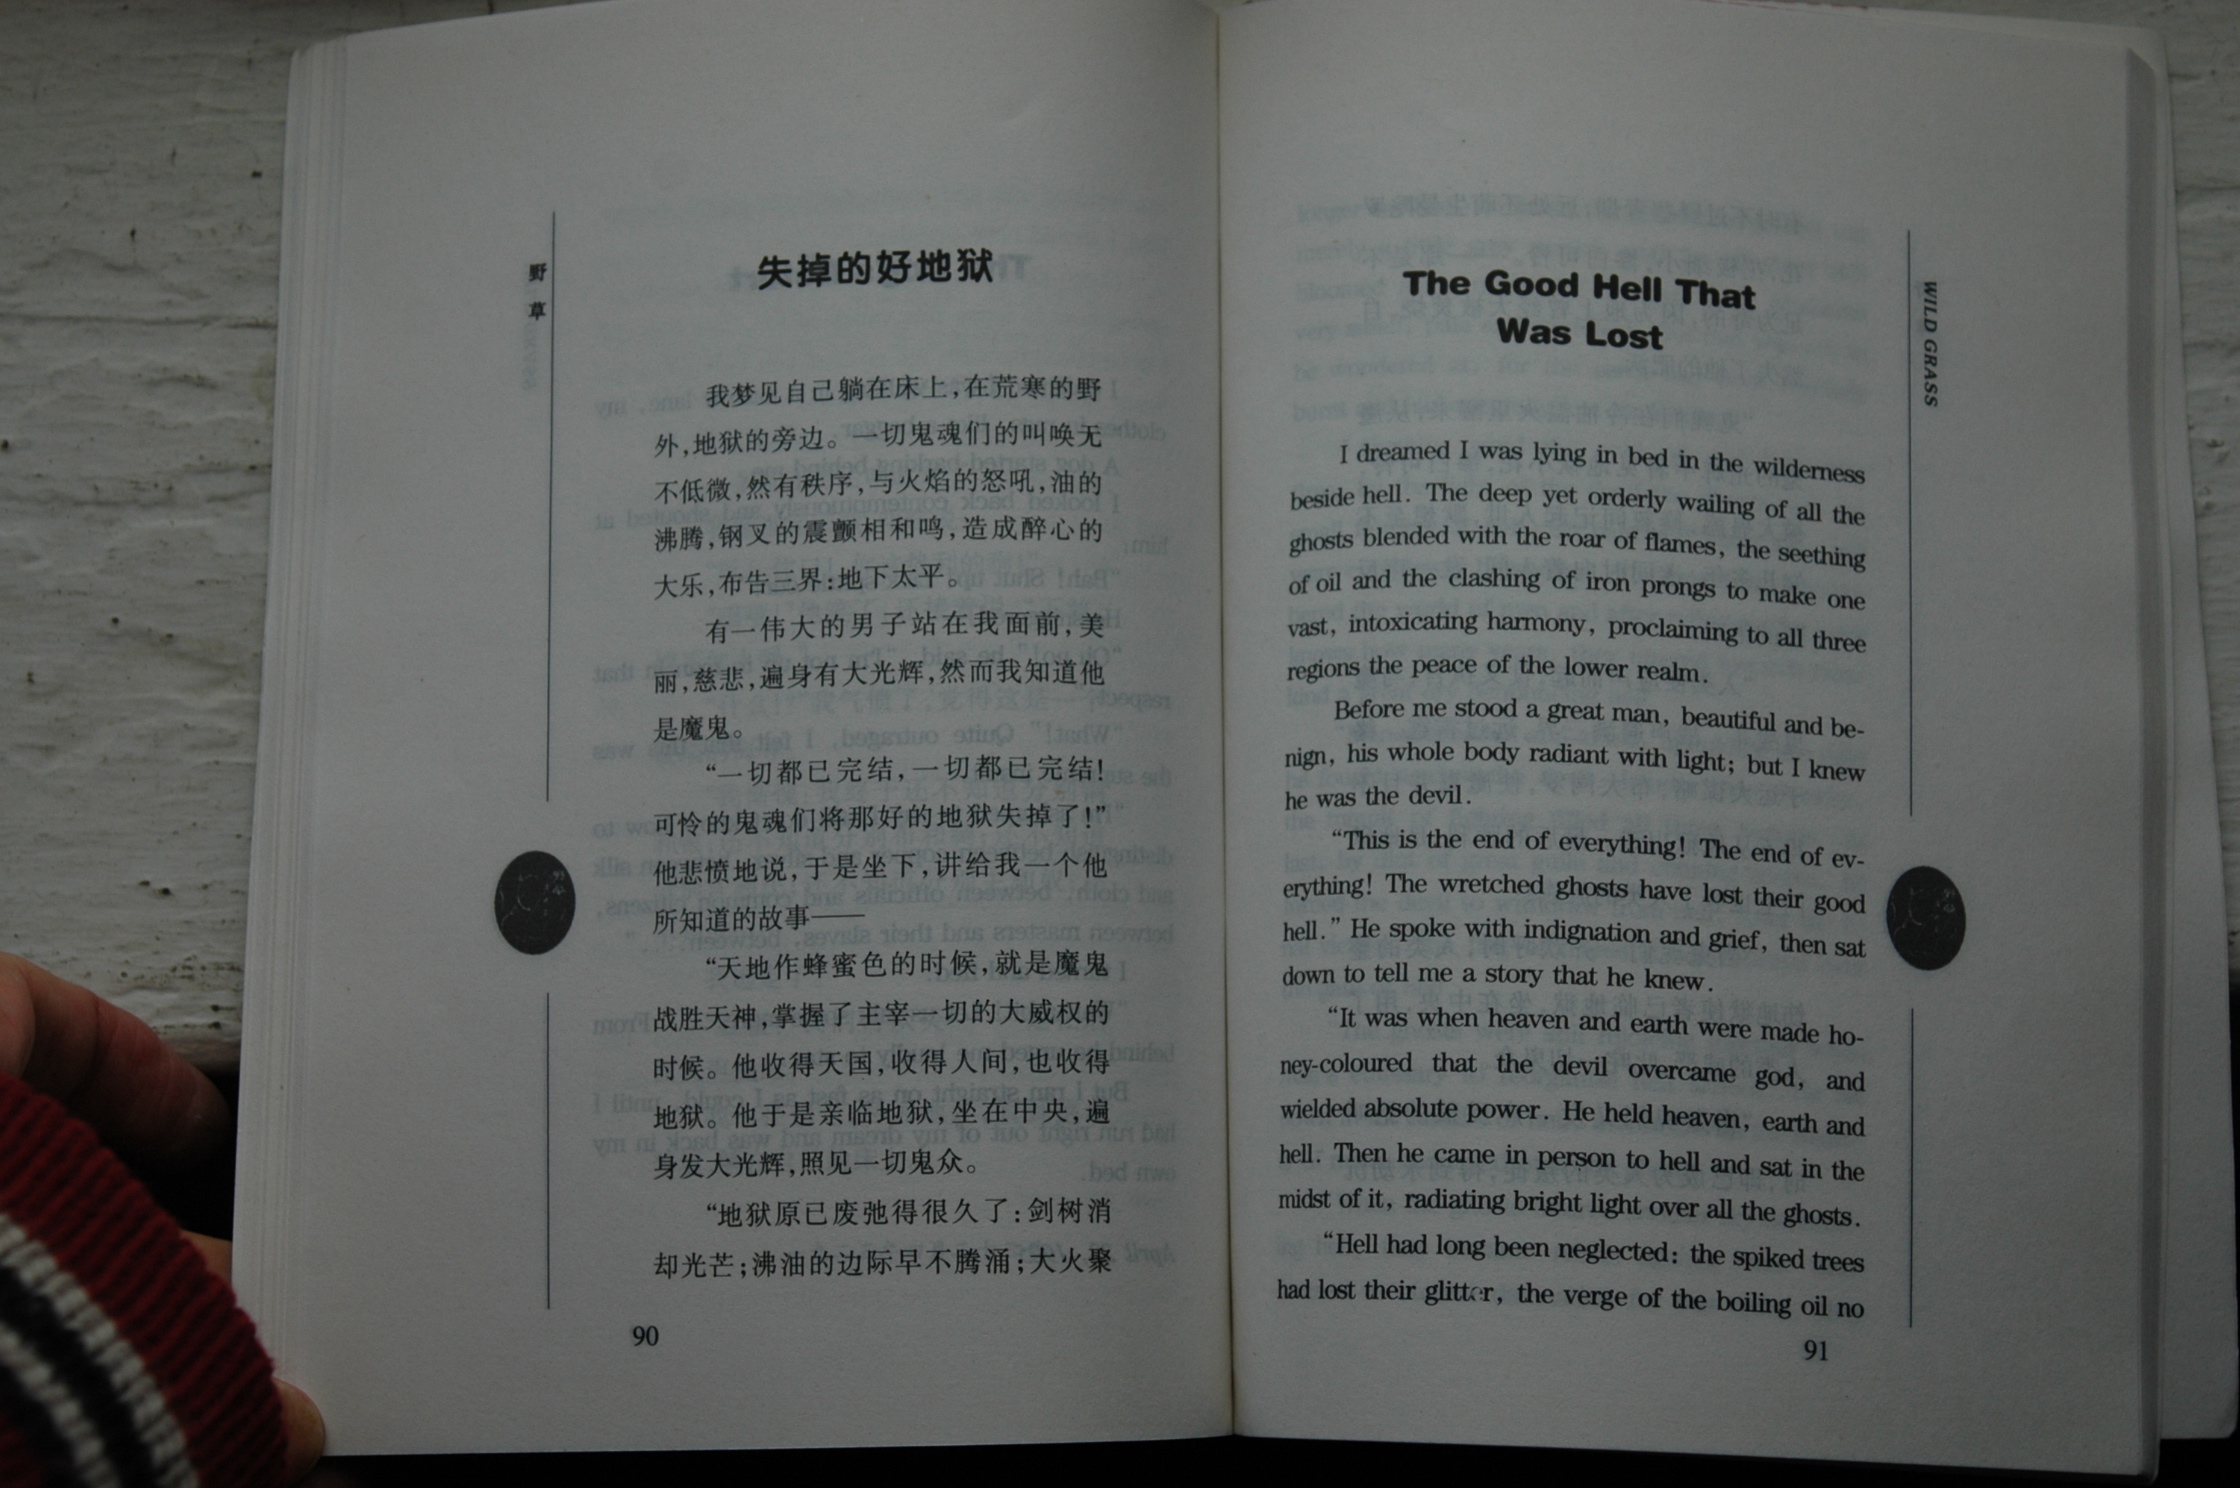 野
草
失掉的好地狱
我梦见自己躺在床上，在荒寒的野
外，地狱的旁边。一切鬼魂们的叫唤无
不低微，然有秩序，与火焰的怒吼，油的
沸腾，钢叉的震颤相和鸣，造成醉心的
大乐，布告三界：地下太平。
有一伟大的男子站在我面前，美
丽，慈悲，遍身有大光辉，然而我知道他
是魔鬼。
“一切都已完结，一切都已完结！
可怜的鬼魂们将那好的地狱失掉了！”
他悲愤地说，于是坐下，讲给我一个他
所知道的故事——
“天地作蜂蜜色的时候，就是魔鬼
战胜天神，掌握了主宰一切的大威权的
时候。他收得天国，收得人间，也收得
地狱。他于是亲临地狱，坐在中央，遍
身发大光辉，照见一切鬼众。
“地狱原已废弛得很久了：剑树消
却光芒；沸油的边际早不腾涌；大火聚
90
WILD GRASS
The Good Hell That
Was Lost
I dreamed I was lying in bed in the wilderness
beside hell. The deep yet orderly wailing of all the
ghosts blended with the roar of flames, the seething
of oil and the clashing of iron prongs to make one
vast, intoxicating harmony, proclaiming to all three
regions the peace of the lower realm.
Before me stood a great man, beautiful and be-
nign, his whole body radiant with light; but I knew
he was the devil.
“This is the end of everything! The end of ev-
erything! The wretched ghosts have lost their good
hell.” He spoke with indignation and grief, then sat
down to tell me a story that he knew.
“It was when heaven and earth were made ho-
ney-coloured that the devil overcame god, and
wielded absolute power. He held heaven, earth and
hell. Then he came in person to hell and sat in the
midst of it, radiating bright light over all the ghosts.
“Hell had long been neglected: the spiked trees
had lost their glitter, the verge of the boiling oil no
91